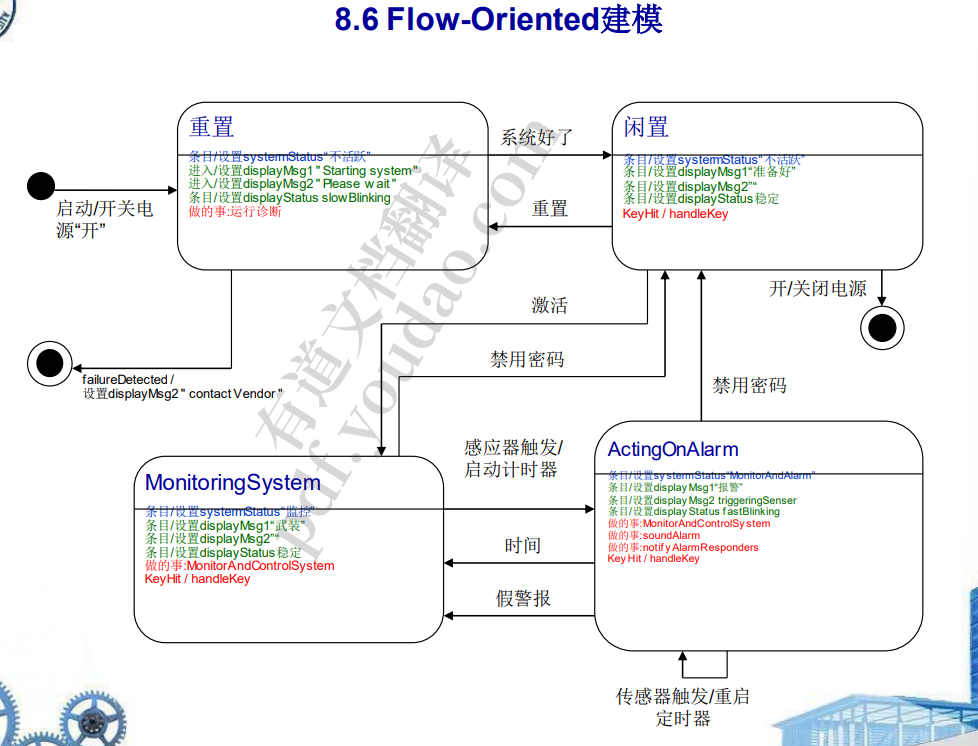 8.6 Flow-Oriented建模
重置
条目/设置systermStatus“不活跃”
进入/设置displayMsg1"Starting system"
进入/设置displayMsg2"Please wait"
条目/设置displayStatus slowBlinking
做的事:运行诊断
系统好了
闲置
条目/设置systermStatus“不活跃”
条目/设置displayMsg1“准备好”
条目/设置displayMsg2”“
条目/设置displayStatus稳定
KeyHit / handleKey
启动/开关电
源“开”
重置
激活
开/关闭电源
禁用密码
禁用密码
failureDetected /
设置displayMsg2" contact Vendor"
MonitoringSystem
条目/设置systermStatus“监控”
条目/设置displayMsg1“武装”
条目/设置displayMsg2”“
条目/设置displayStatus稳定
做的事:MonitorAndControlSystem
KeyHit / handleKey
感应器触发/
启动计时器
时间
假警报
ActingOnAlarm
条目/设置systermStatus“MonitorAndAlarm”
条目/设置displayMsg1“报警”
条目/设置displayMsg2 triggeringSenser
条目/设置displayStatus fastBlinking
做的事:MonitorAndControlSystem
做的事:soundAlarm
做的事:notifyAlarmResponders
KeyHit / handleKey
传感器触发/重启
定时器
有道文档翻译
pdf.youdao.com